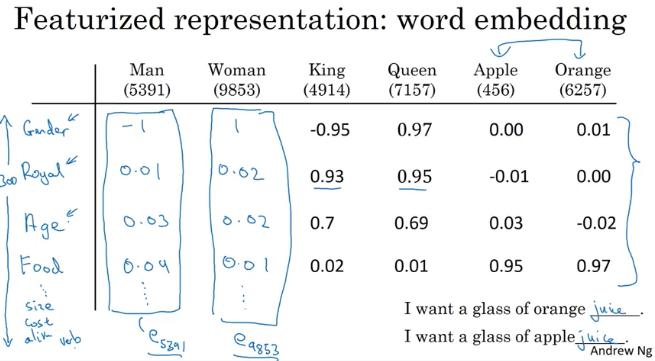 Featurized representation: word embedding
Man Woman King Queen Apple Orange
(5391) (9853) (4914) (7157) (456) (6257)
Gender -1 1 -0.95 0.97 0.00 0.01
300 Royal 0.01 0.02 0.93 0.95 -0.01 0.00
Age 0.03 0.02 0.7 0.69 0.03 -0.02
Food 0.04 0.01 0.02 0.01 0.95 0.97
size
cost
alive verb
e5391 e9853
I want a glass of orange juice.
I want a glass of apple juice.
Andrew Ng